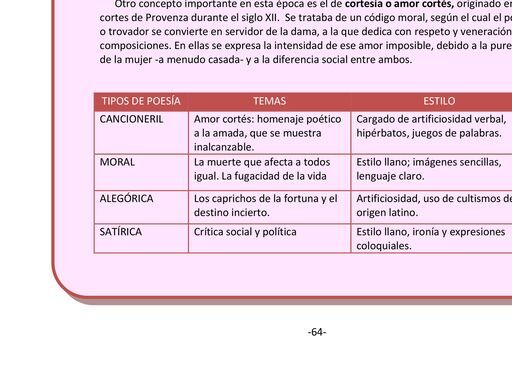 Otro concepto importante en esta época es el de cortesía o amor cortés, originado en
cortes de Provenza durante el siglo XII. Se trataba de un código moral, según el cual el
o trovador se convierte en servidor de la dama, a la que dedica con respeto y veneración
composiciones. En ellas se expresa la intensidad de ese amor imposible, debido a la
de la mujer -a menudo casada- y a la diferencia social entre ambos.
TIPOS DE POESÍA TEMAS ESTILO
CANCIONERIL Amor cortés: homenaje poético Cargado de artificiosidad verbal,
a la amada, que se muestra hipérbatos, juegos de palabras.
inalcanzable.
MORAL La muerte que afecta a todos Estilo llano; imágenes sencillas,
igual. La fugacidad de la vida lenguaje claro.
ALEGÓRICA Los caprichos de la fortuna y el Artificiosidad, uso de cultismos de
destino incierto. origen latino.
SATÍRICA Crítica social y política Estilo llano, ironía y expresiones
coloquiales.
-64-